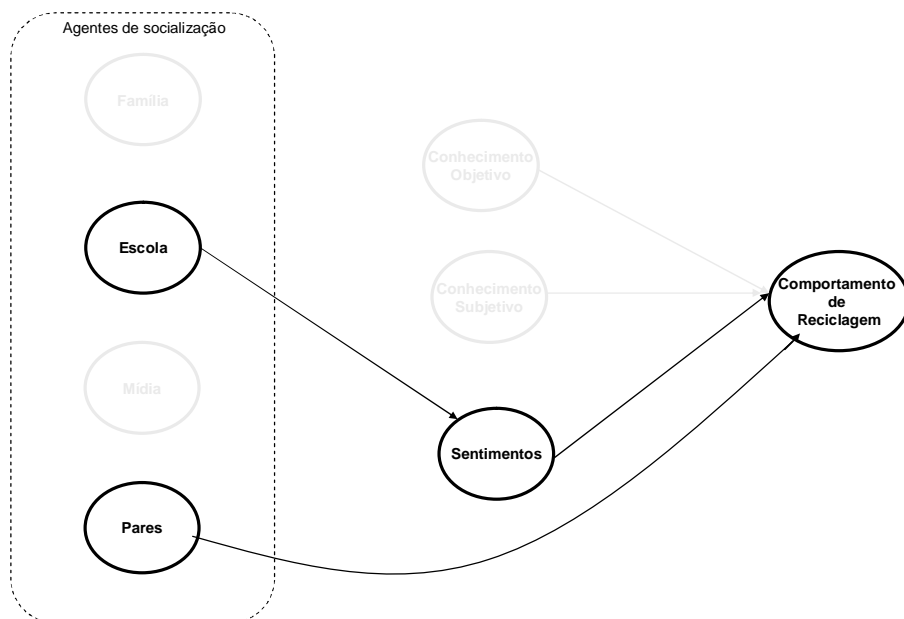 Agentes de socialização
Família
Conhecimento
Objetivo
Escola
Conhecimento
Subjetivo
Comportamento
de
Reciclagem
Mídia
Sentimentos
Pares